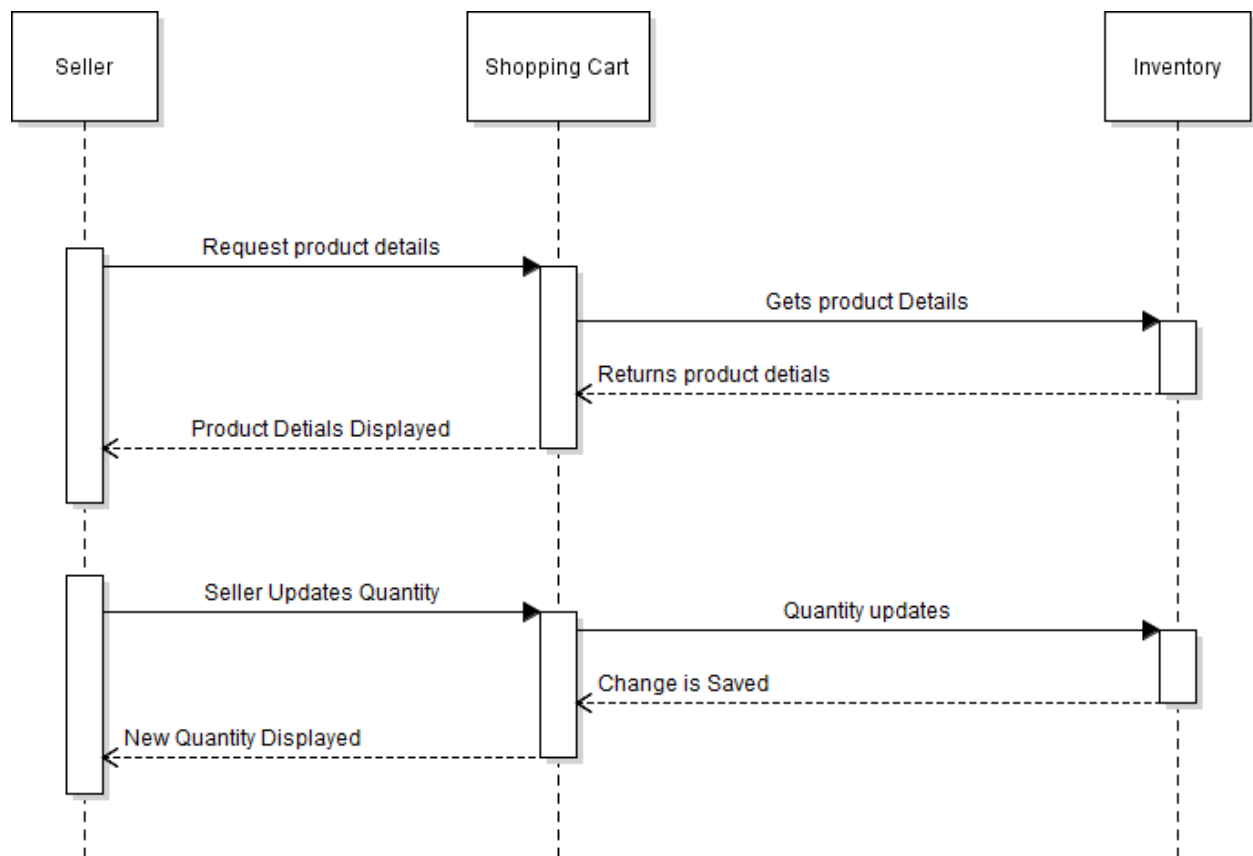 Seller
Shopping Cart
Inventory
Request product details
Gets product Details
Returns product detials
Product Detials Displayed
Seller Updates Quantity
Quantity updates
Change is Saved
New Quantity Displayed